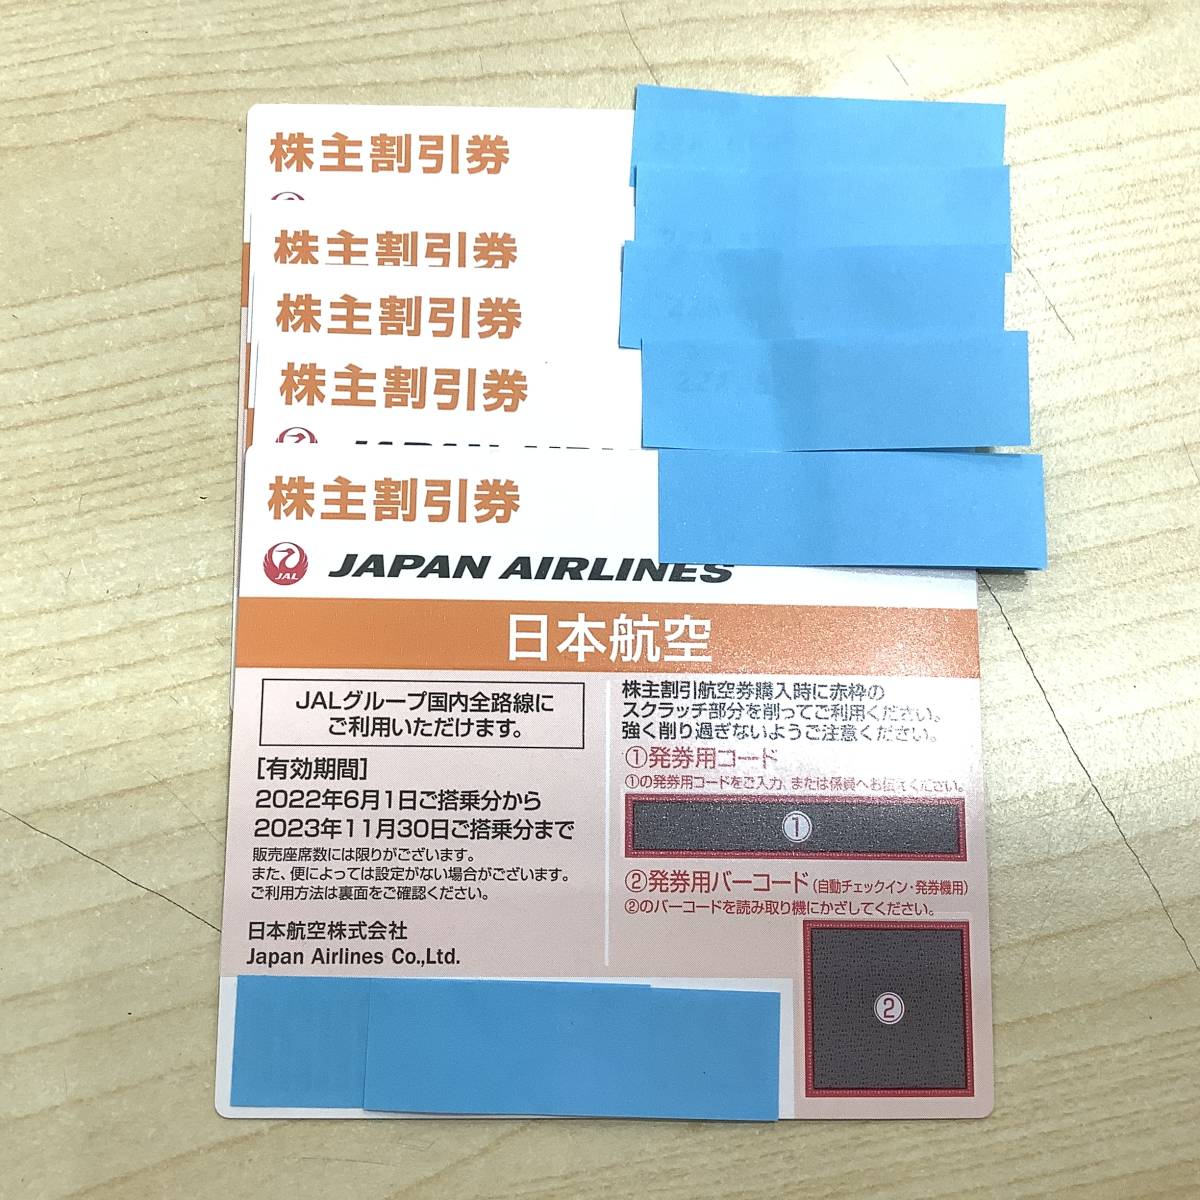 株主割引券
株主割引券
株主割引券
株主割引券
株主割引券
JAL
JAPAN AIRLINES
日本航空
JALグループ国内全路線に
ご利用いただけます。
[有効期間]
2022年6月1日ご搭乗分から
2023年11月30日ご搭乗分まで
販売座席数には限りがございます。
また、便によっては設定がない場合がございます。
ご利用方法は裏面をご確認ください。
日本航空株式会社
Japan Airlines Co.,Ltd.
株主割引航空券購入時に赤枠の
スクラッチ部分を削ってご利用ください。
強く削り過ぎないようご注意ください。
①発券用コード
①の発券用コードをご入力、または係員へお伝えください。
①
②発券用バーコード(自動チェックイン・発券機用)
②のバーコードを読み取り機にかざしてください。
②